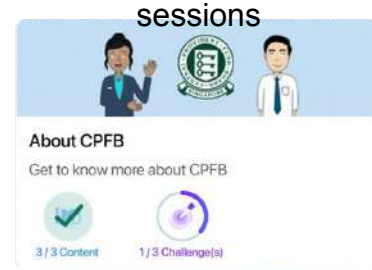 sessions
About CPFB
Get to know more about CPFB
3 / 3 Content
1 / 3 Challenge(s)